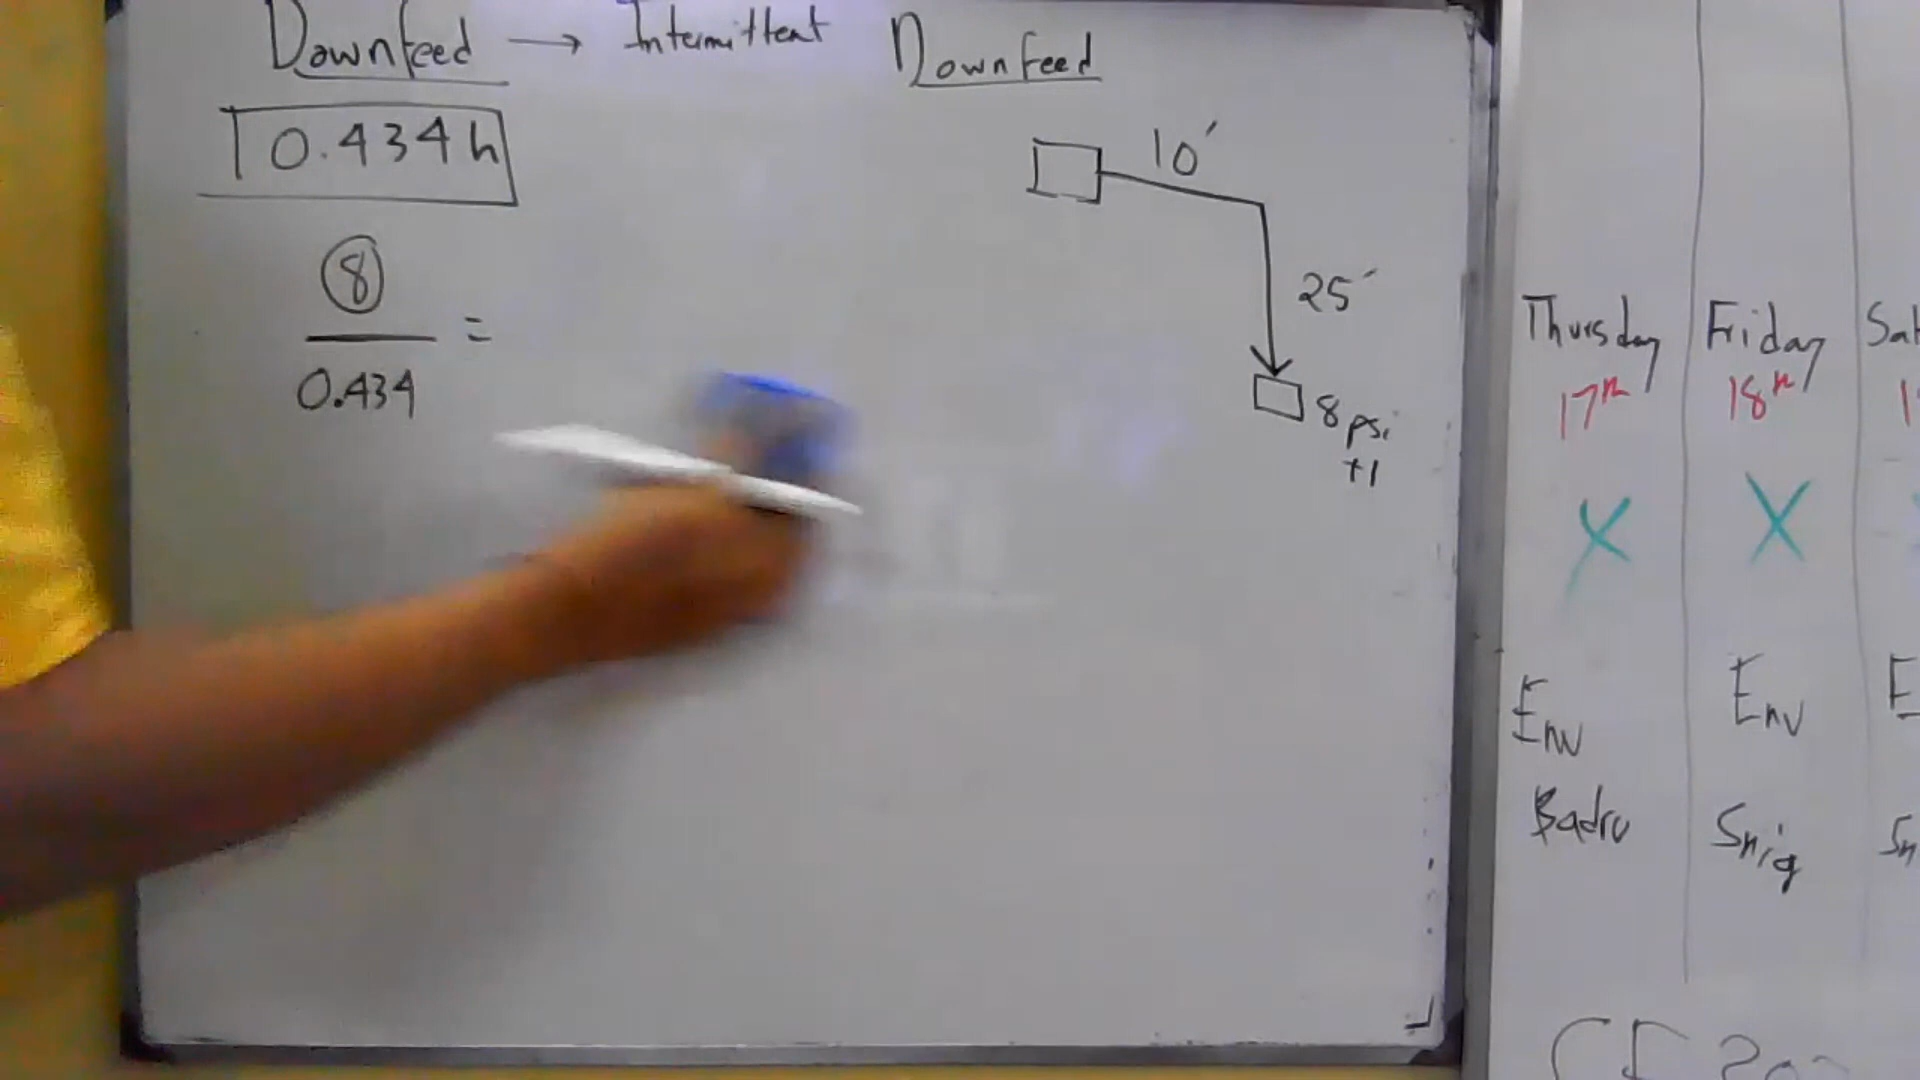 Downfeed → Intermittent Downfeed
0.434h
8
0.434
=
10′
25′
8 psi
+1
Thursday
17th
X
Env
Badru
Friday
18th
X
Env
Snig